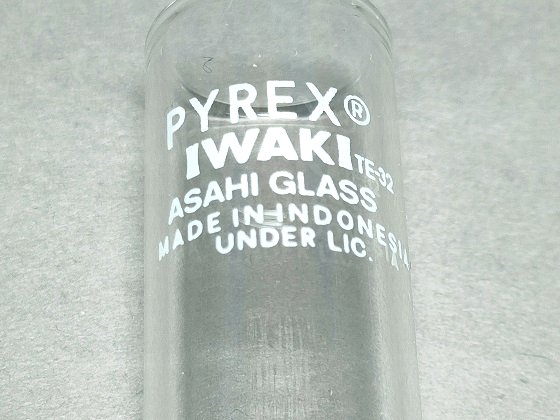 PYREX®
IWAKI TE-32
ASAHI GLASS
MADE IN INDONESIA
UNDER LIC. A